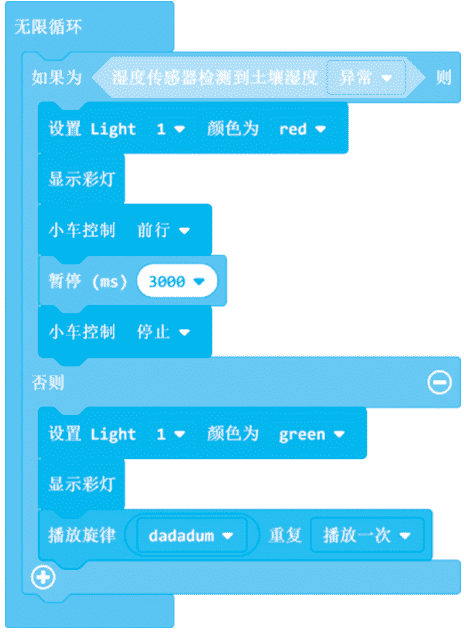 无限循环
如果为 湿度传感器检测到土壤湿度 异常 则
设置 Light 1 颜色为 red
显示彩灯
小车控制 前行
暂停 (ms) 3000
小车控制 停止
否则
设置 Light 1 颜色为 green
显示彩灯
播放旋律 dadadum 重复 播放一次